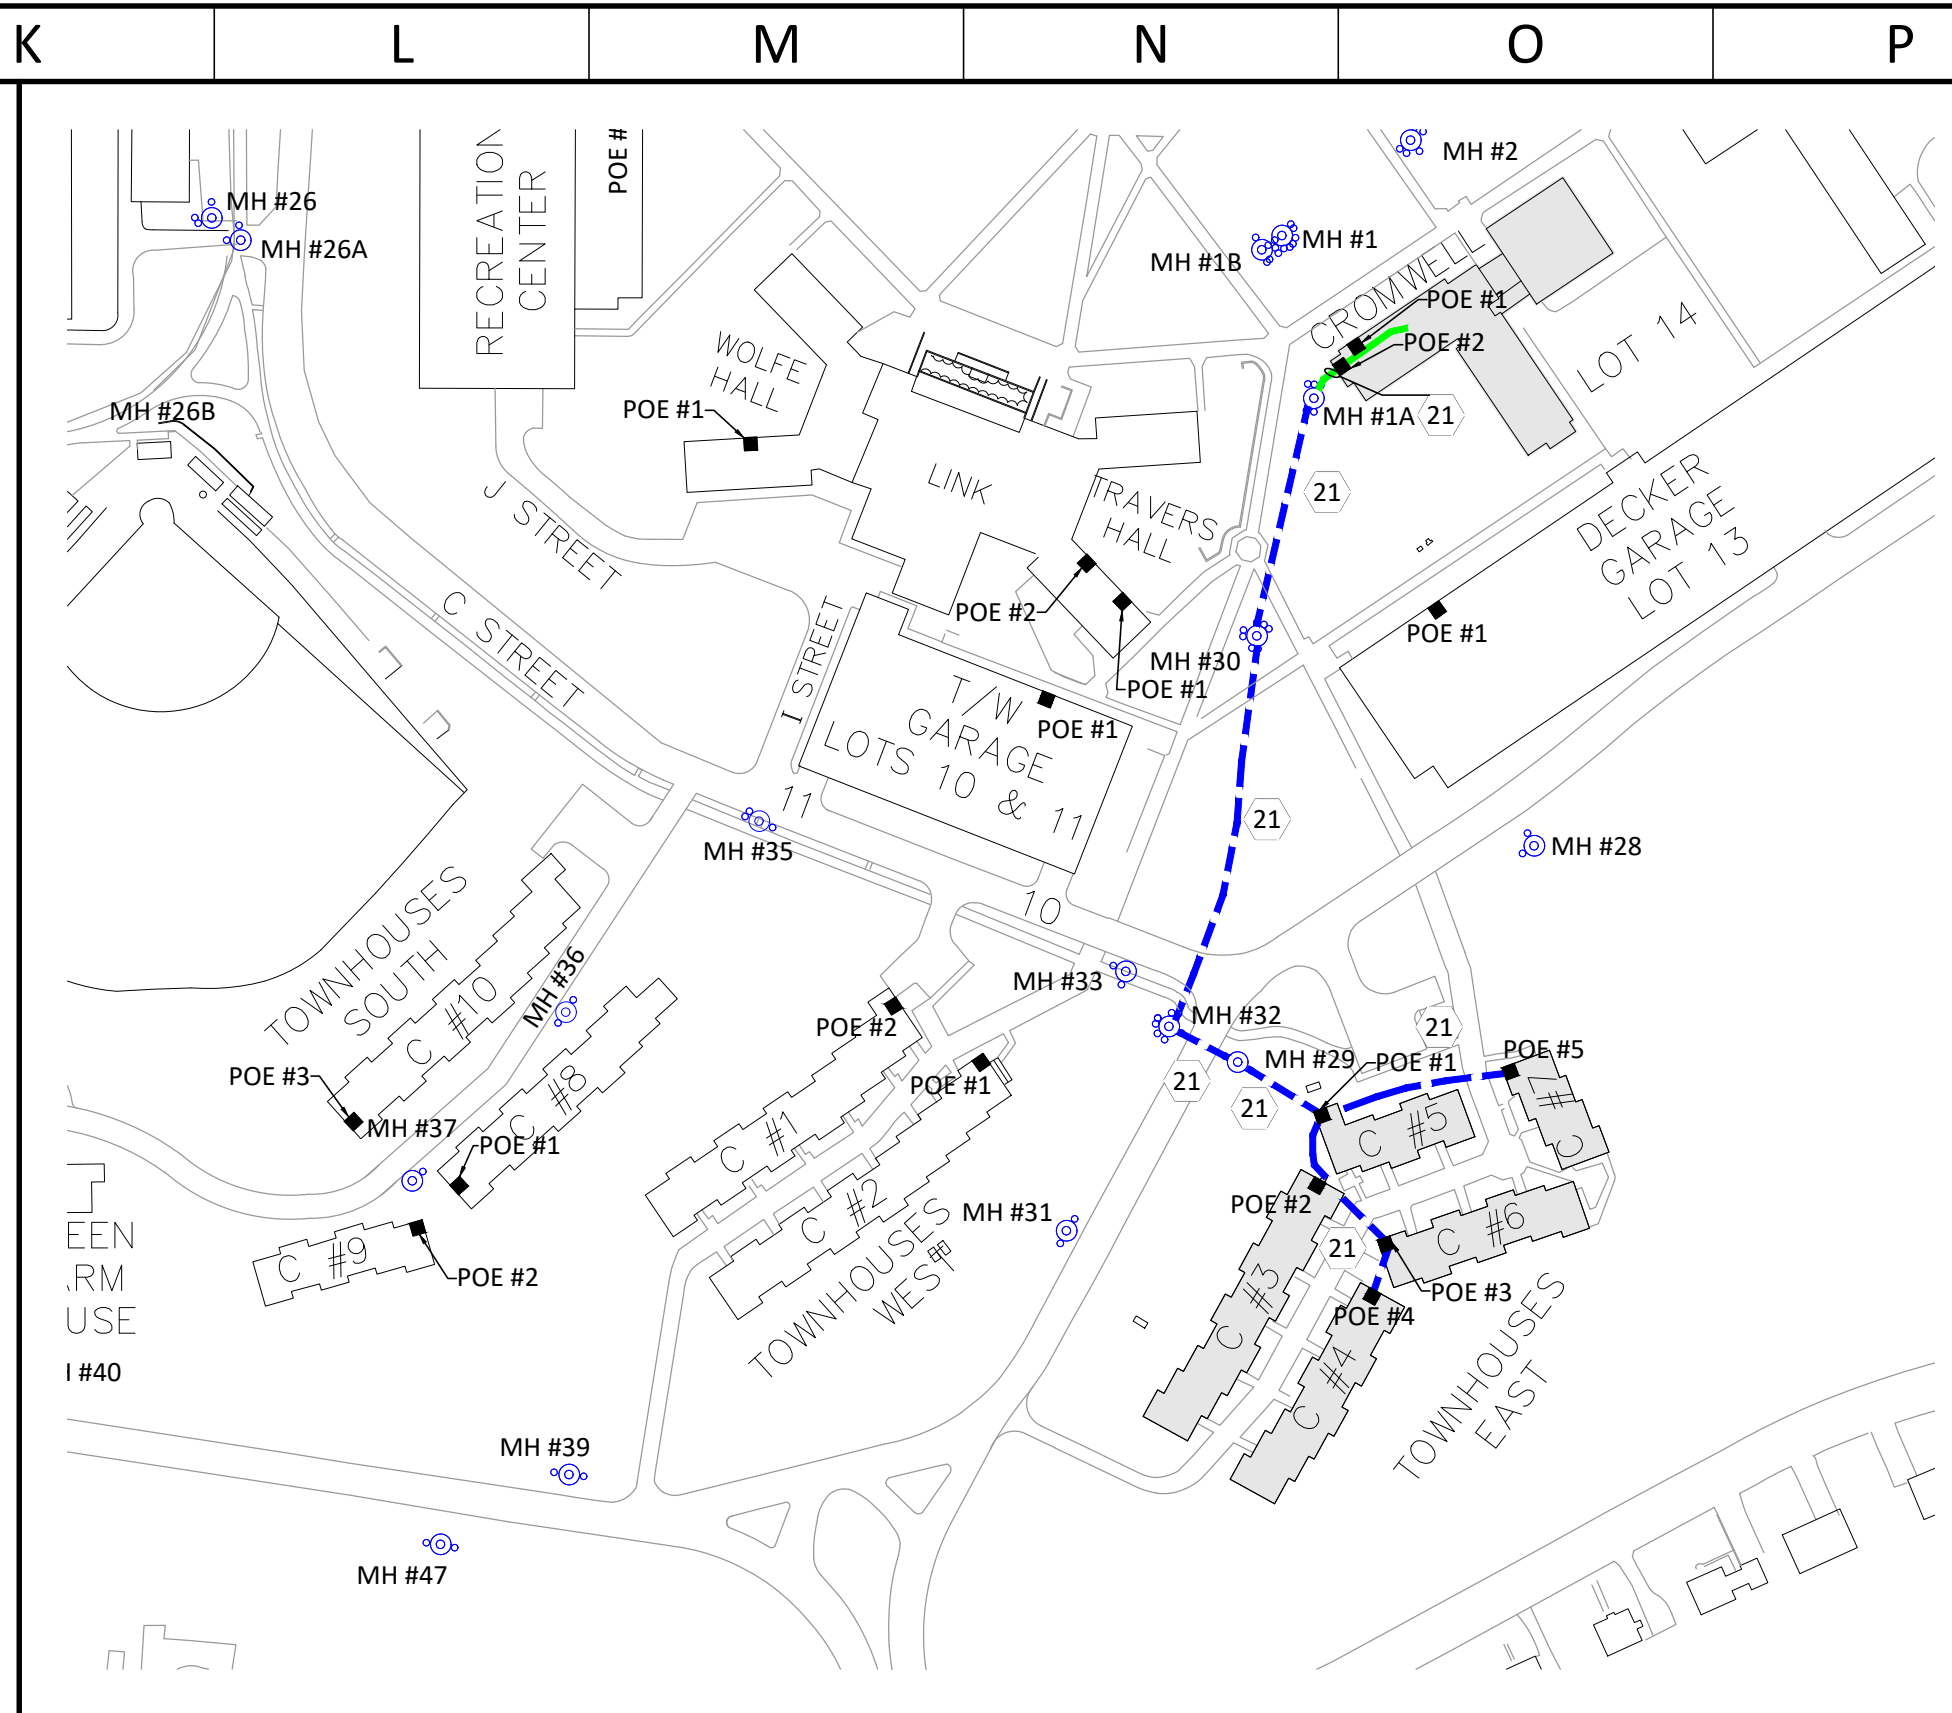 K
L
M
N
O
P
POE #
MH #2
RECREATION
CENTER
MH #26
MH #26A
MH #1
MH #1B
CROMWELL
POE #1
POE #2
WOLFE
HALL
LOT 14
MH #26B
POE #1
MH #1A
21
LINK
TRAVERS
HALL
21
DECKER
GARAGE
LOT 13
J STREET
C STREET
I STREET
POE #2
POE #1
MH #30
POE #1
T/W
GARAGE
LOTS 10 & 11
POE #1
11
21
MH #35
MH #28
10
TOWNHOUSES
SOUTH
C #10
MH #36
MH #33
POE #2
MH #32
21
POE #3
C #8
POE #1
MH #29
POE #1
POE #5
21
21
MH #37
POE #1
C #1
C #5
C #7
C #2
TOWNHOUSES
WEST
MH #31
POE #2
21
C #6
C #9
POE #2
EEN
RM
USE
#40
C #3
POE #3
POE #4
C #4
TOWNHOUSES
EAST
MH #39
MH #47